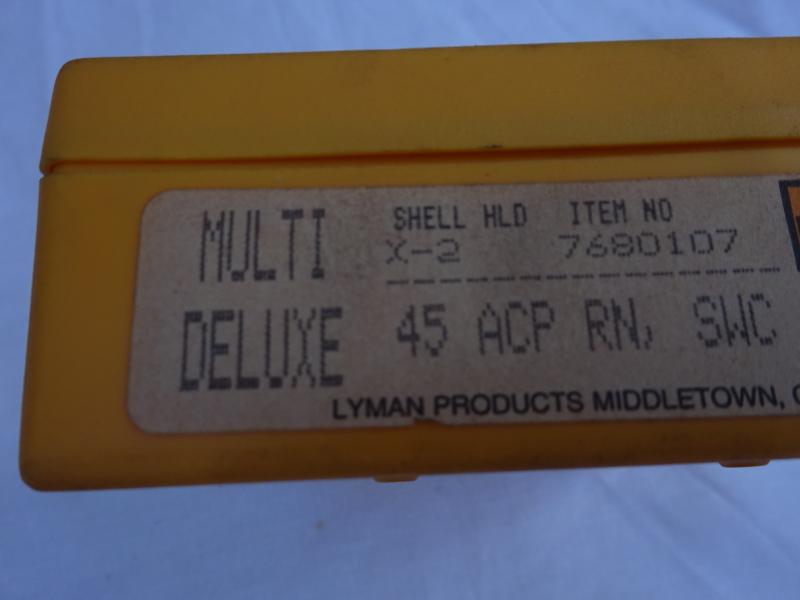 MULTI
DELUXE
SHELL HLD ITEM NO
X-2 7680107
45 ACP RN, SWC
LYMAN PRODUCTS MIDDLETOWN,